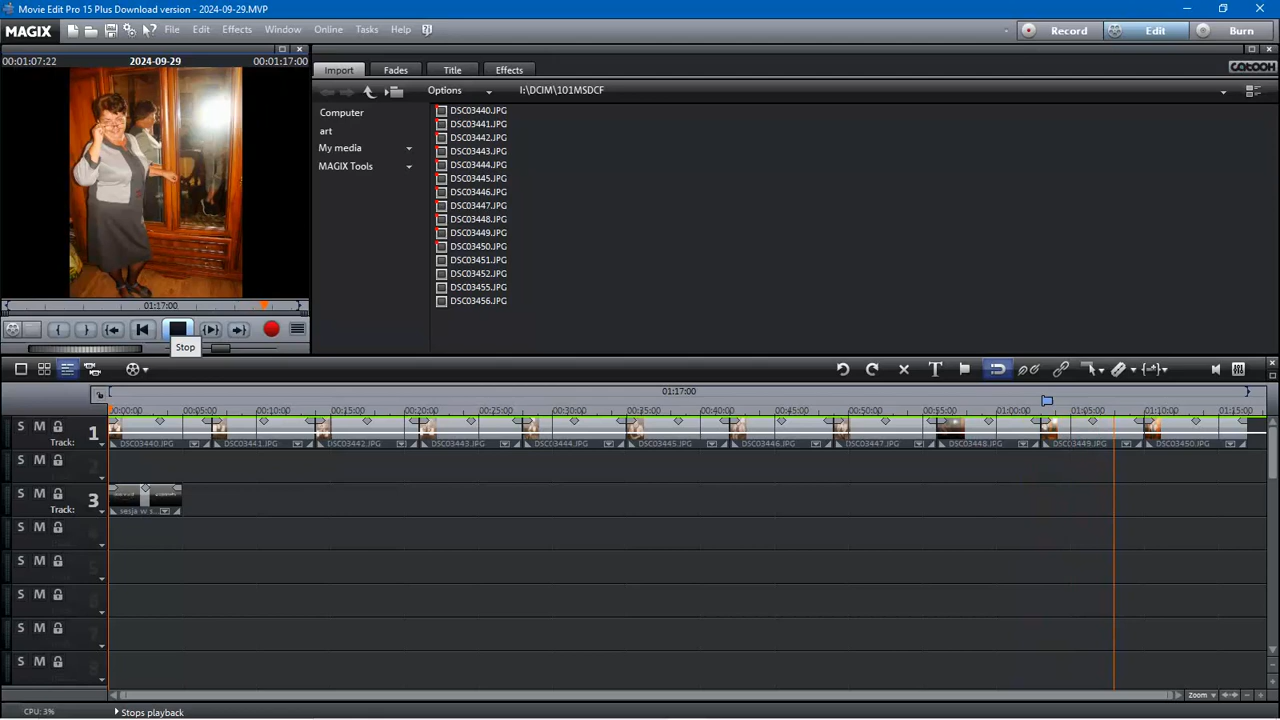 Movie Edit Pro 15 Plus Download version - 2024-09-29.MVP
MAGIX File Edit Effects Window Online Tasks Help Record Edit Burn
00:01:07:22 2024-09-29 00:01:17:00
Import Fades Title Effects catooh
Options I:\DCIM\101MSDCF
Computer
art
My media
MAGIX Tools
DSC03440.JPG
DSC03441.JPG
DSC03442.JPG
DSC03443.JPG
DSC03444.JPG
DSC03445.JPG
DSC03446.JPG
DSC03447.JPG
DSC03448.JPG
DSC03449.JPG
DSC03450.JPG
DSC03451.JPG
DSC03452.JPG
DSC03455.JPG
DSC03456.JPG
01:17:00
Stop
01:17:00
00:00:00 00:05:00 00:10:00 00:15:00 00:20:00 00:25:00 00:30:00 00:35:00 00:40:00 00:45:00 00:50:00 00:55:00 01:00:00 01:05:00 01:10:00 01:15:00
S M 1
Track: DSC03440.JPG DSC03441.JPG DSC03442.JPG DSC03443.JPG DSC03444.JPG DSC03445.JPG DSC03446.JPG DSC03447.JPG DSC03448.JPG DSC03449.JPG DSC03450.JPG
S M 2
S M 3
Track: sesja w s...
S M 4
S M 5
S M 6
S M 7
S M 8
Zoom
CPU: 3% Stops playback